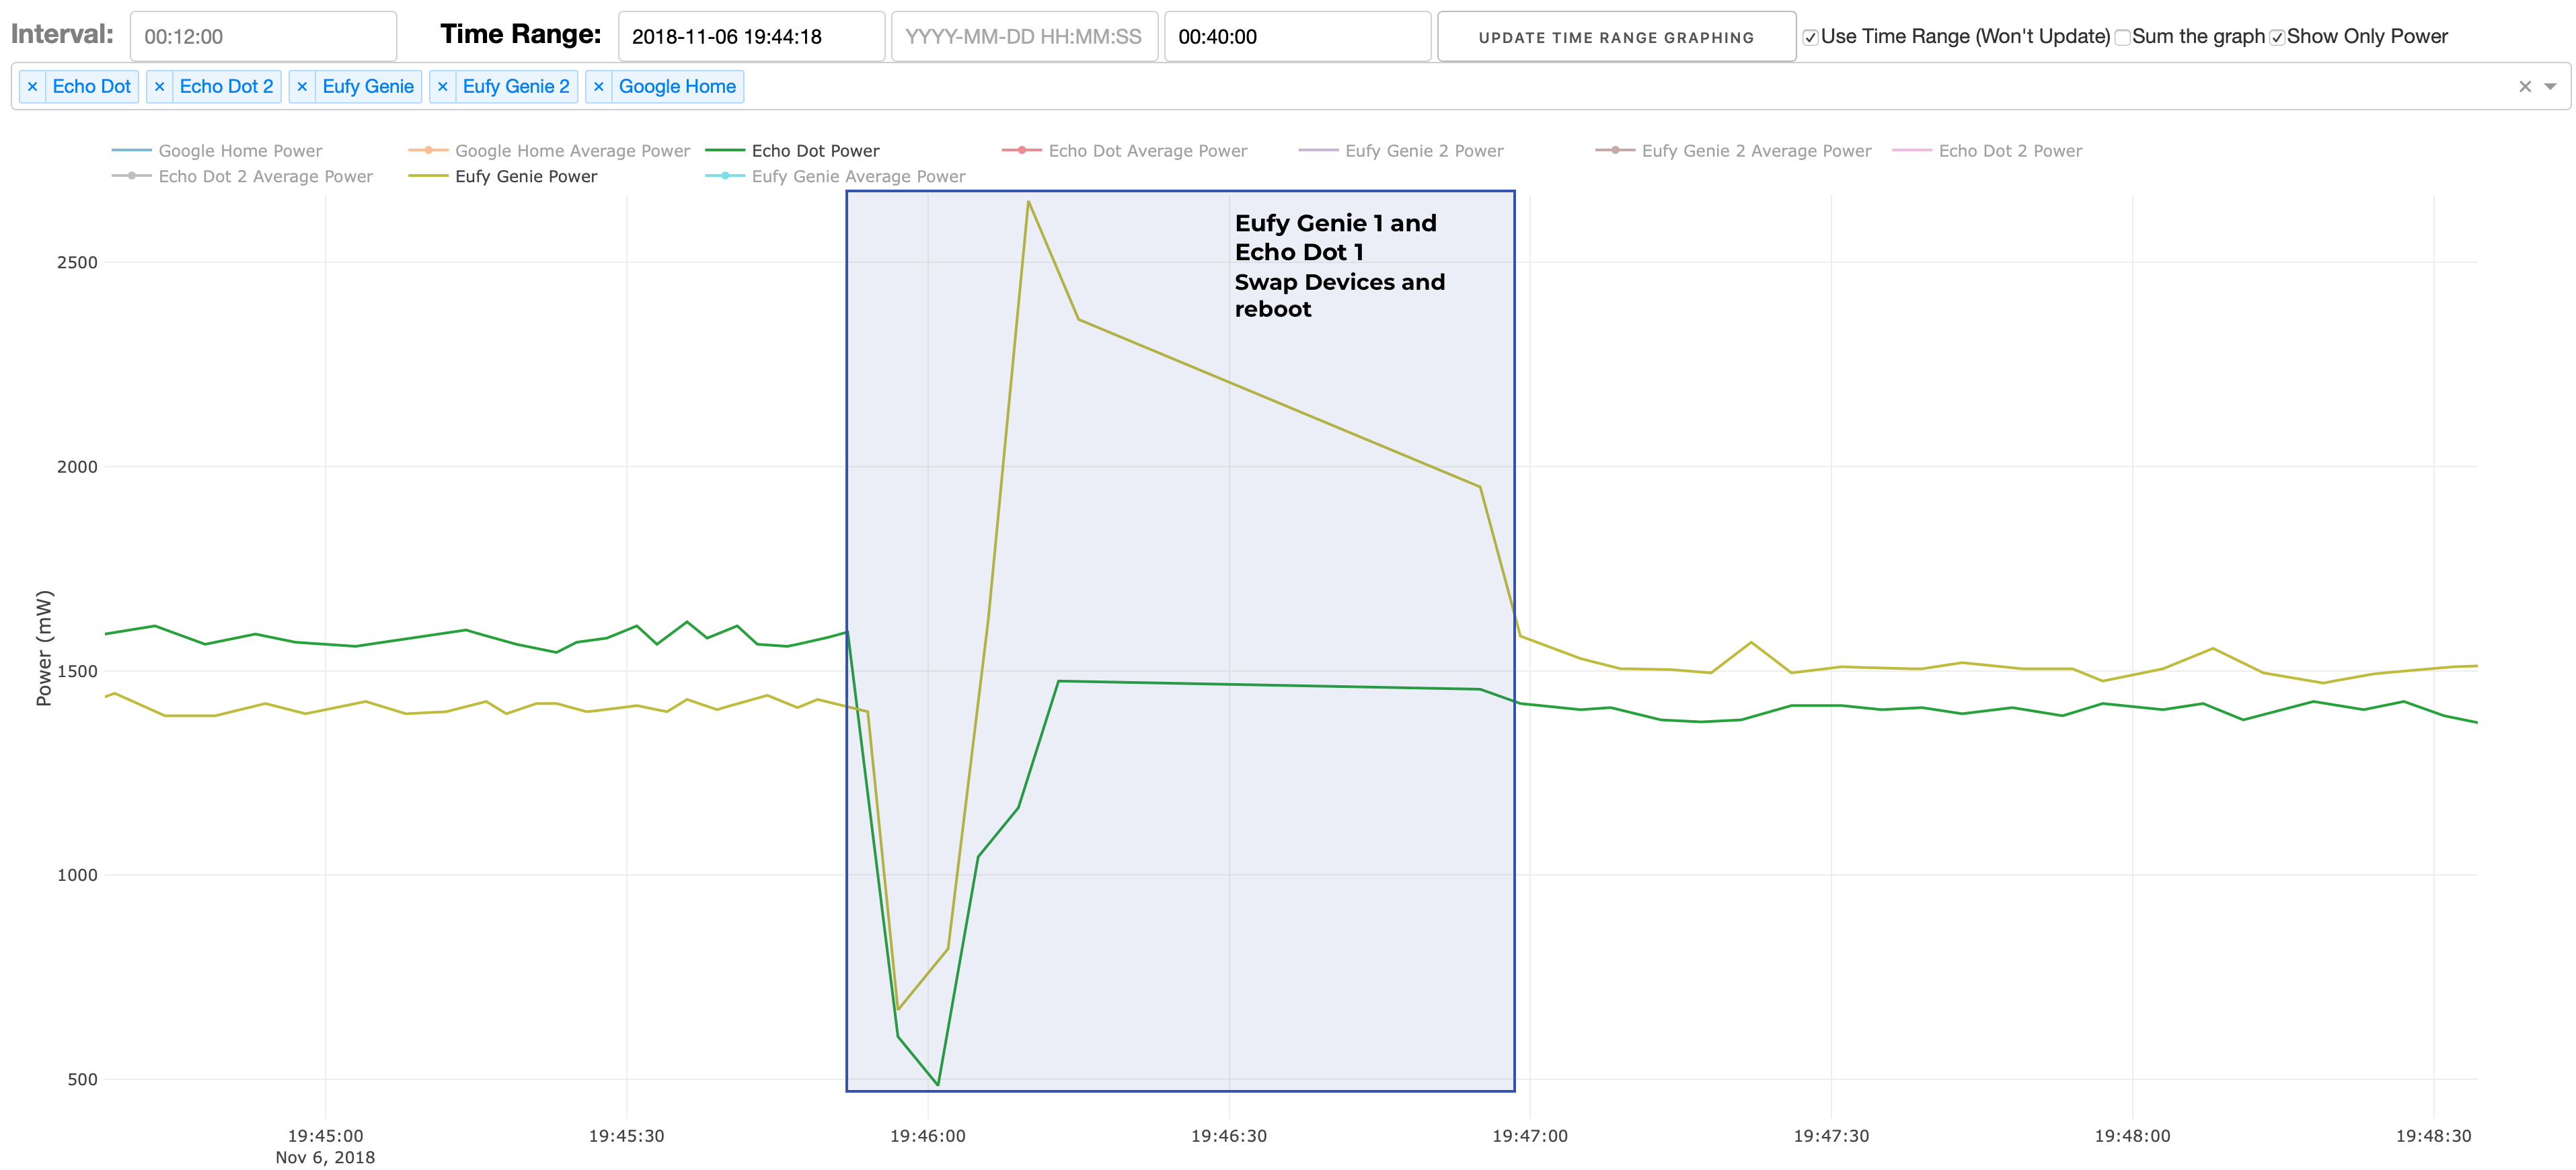 Interval: 00:12:00 Time Range: 2018-11-06 19:44:18 YYYY-MM-DD HH:MM:SS 00:40:00 UPDATE TIME RANGE GRAPHING Use Time Range (Won't Update) Sum the graph Show Only Power
× Echo Dot × Echo Dot 2 × Eufy Genie × Eufy Genie 2 × Google Home ×
Google Home Power Google Home Average Power Echo Dot Power Echo Dot Average Power Eufy Genie 2 Power Eufy Genie 2 Average Power Echo Dot 2 Power
Echo Dot 2 Average Power Eufy Genie Power Eufy Genie Average Power
Eufy Genie 1 and
Echo Dot 1
Swap Devices and
reboot
2500
2000
1500
1000
500
Power (mW)
19:45:00 19:45:30 19:46:00 19:46:30 19:47:00 19:47:30 19:48:00 19:48:30
Nov 6, 2018